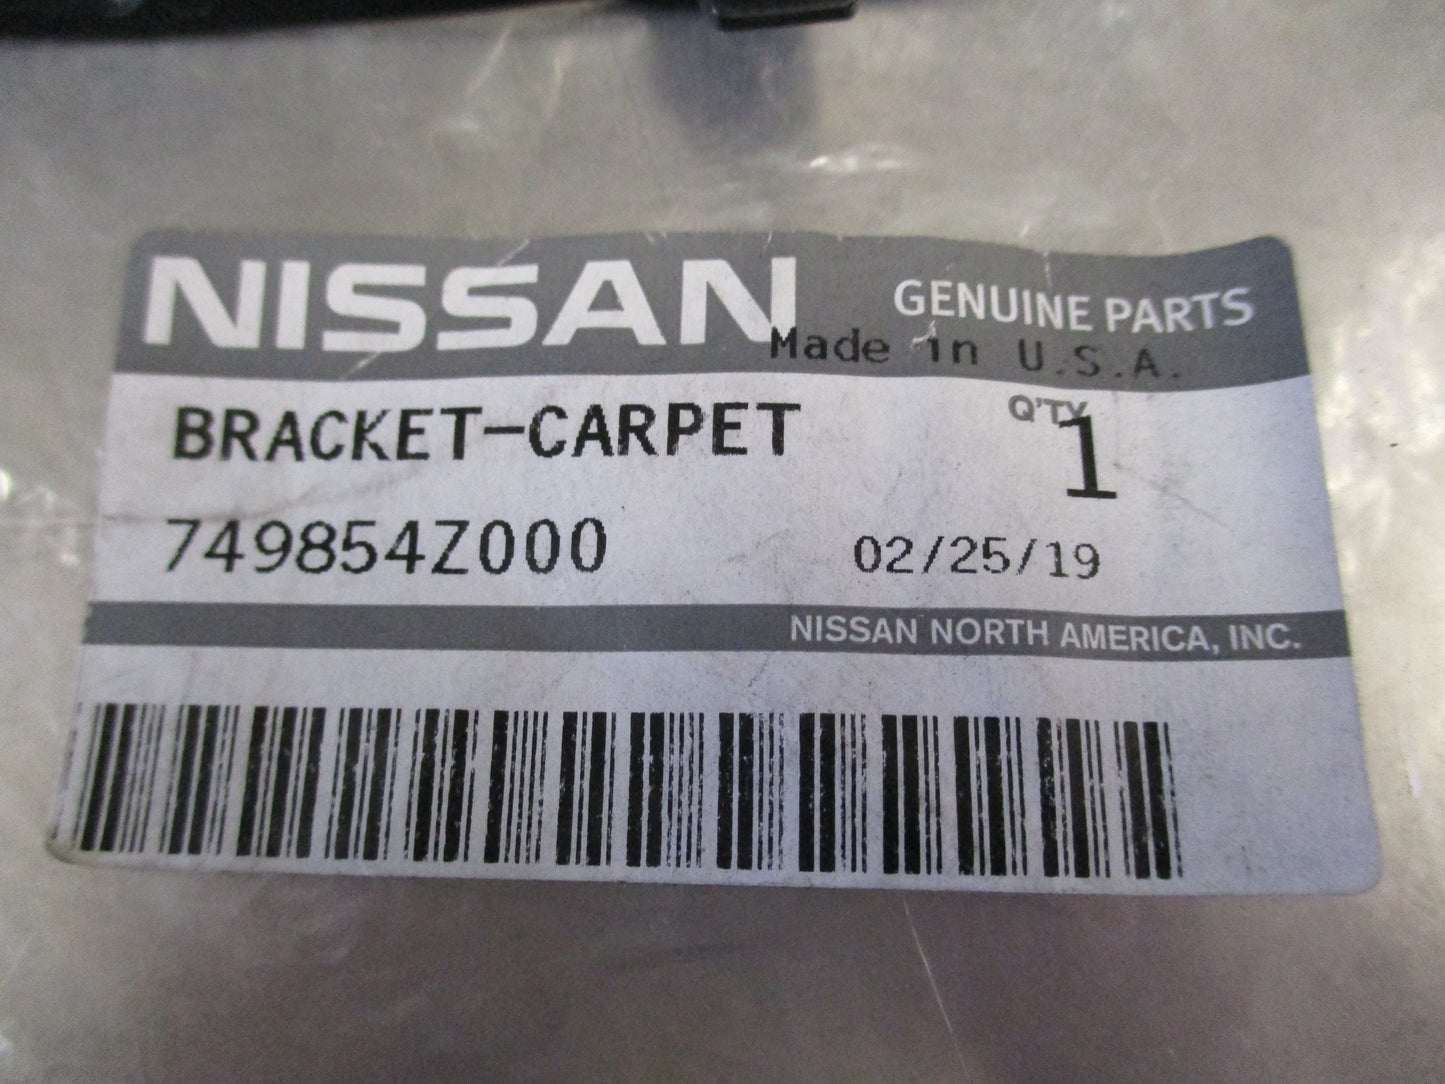 NISSAN GENUINE PARTS
Made in U.S.A.
BRACKET-CARPET Q'TY 1
749854Z000 02/25/19
NISSAN NORTH AMERICA, INC.